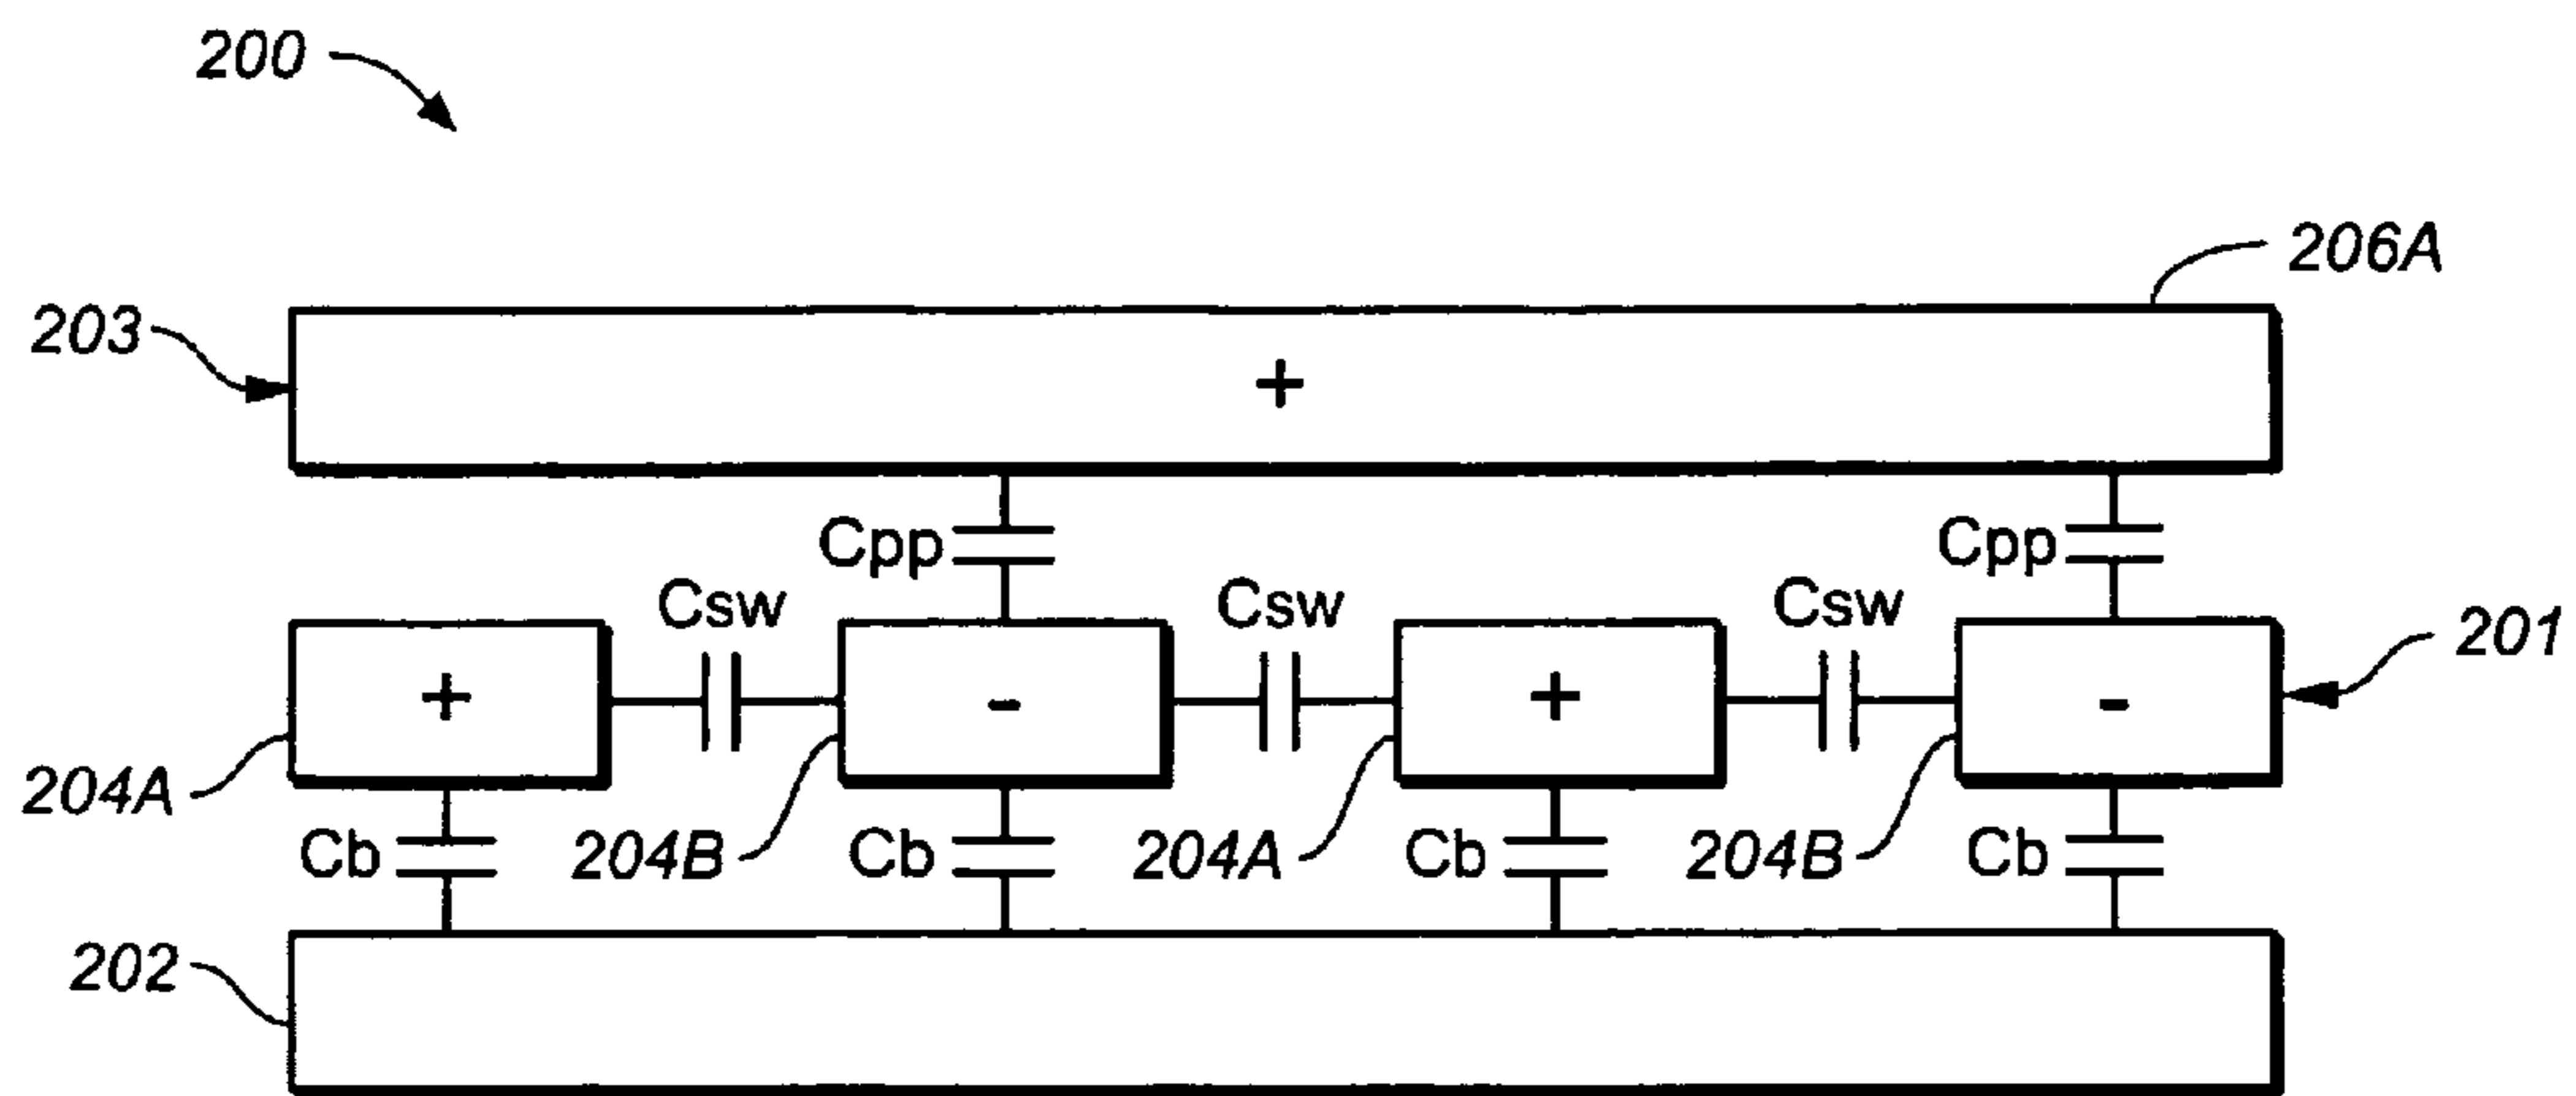 200
206A
203
+
Cpp Cpp
Csw Csw Csw
+ - + -
201
204A 204B 204A 204B
Cb Cb Cb Cb
202